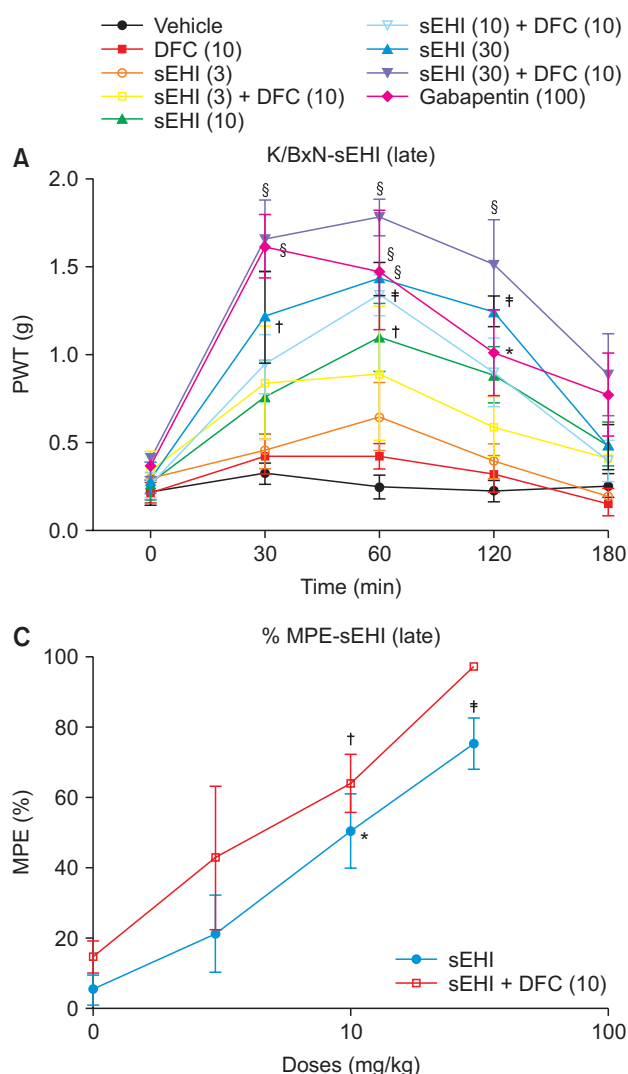 Vehicle
DFC (10)
sEHI (3)
sEHI (3) + DFC (10)
sEHI (10)
sEHI (10) + DFC (10)
sEHI (30)
sEHI (30) + DFC (10)
Gabapentin (100)
A
K/BxN-sEHI (late)
PWT (g)
2.0
1.5
1.0
0.5
0.0
§
§
§
§
§
§
†
‡
†
‡
*
0 30 60 120 180
Time (min)
C
% MPE-sEHI (late)
MPE (%)
100
80
60
40
20
0
†
*
‡
sEHI
sEHI + DFC (10)
0 10 100
Doses (mg/kg)